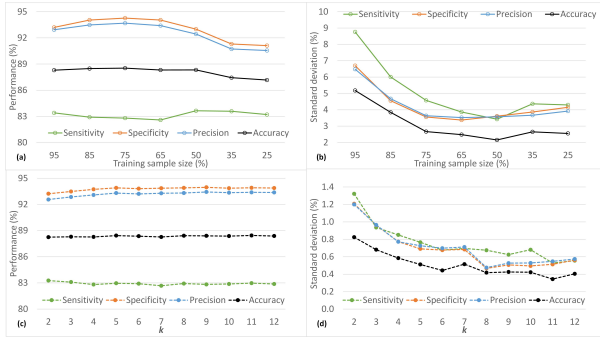 Performance (%)
95
92
89
86
83
80
Sensitivity Specificity Precision Accuracy
(a)
95 85 75 65 50 35 25
Training sample size (%)
Standard deviation (%)
10
9
8
7
6
5
4
3
2
Sensitivity Specificity Precision Accuracy
(b)
95 85 75 65 50 35 25
Training sample size (%)
Performance (%)
95
92
89
86
83
80
Sensitivity Specificity Precision Accuracy
(c)
2 3 4 5 6 7 8 9 10 11 12
k
Standard deviation (%)
1.4
1.2
1.0
0.8
0.6
0.4
0.2
0.0
Sensitivity Specificity Precision Accuracy
(d)
2 3 4 5 6 7 8 9 10 11 12
k